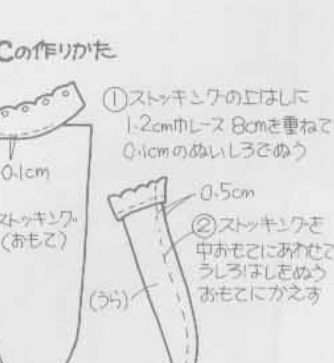 Cの作りかた
①ストッキングの上はしに
1.2cm巾レース 8cmを重ねて
0.1cmのぬいしろでぬう
0.1cm
ストッキング
(おもて)
0.5cm
②ストッキングを
中おもてにあわせて
うしろはしをぬう
おもてにかえす
(うら)